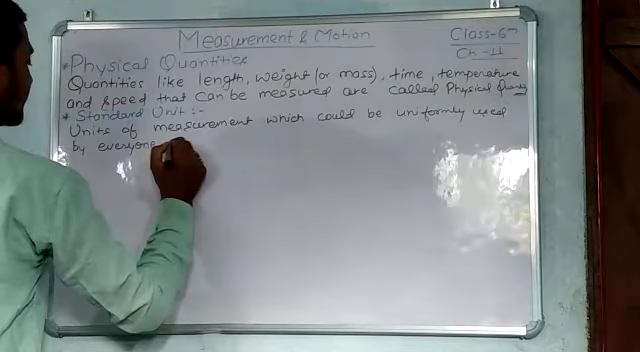 Measurement & Motion
Class-6th
Ch-11
* Physical Quantities
Quantities like length, weight (or mass), time, temperature
and speed that can be measured are called Physical
* Standard Unit :-
Units of measurement which could be uniformly used
by everyone